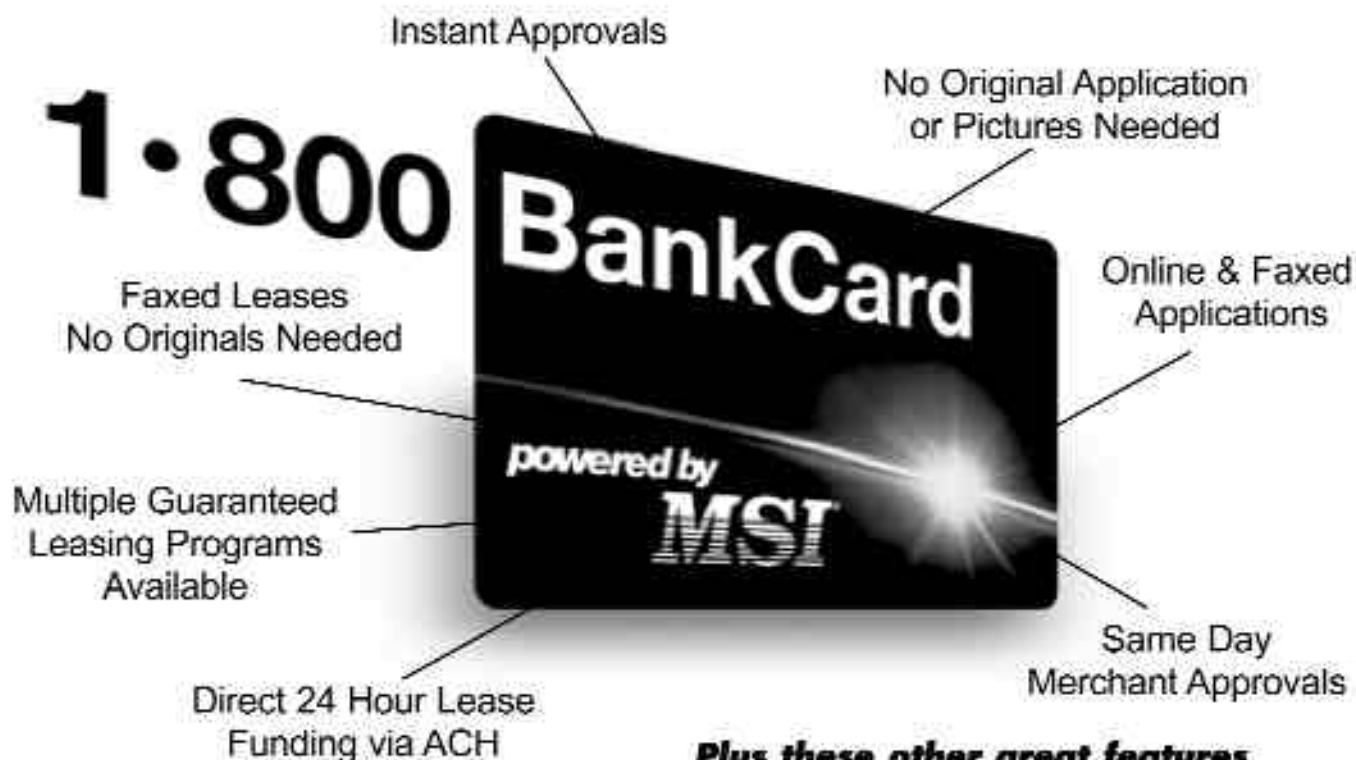 Instant Approvals
No Original Application
or Pictures Needed
1•800
BankCard
Online & Faxed
Applications
Faxed Leases
No Originals Needed
powered by
MSI
Multiple Guaranteed
Leasing Programs
Available
Same Day
Merchant Approvals
Direct 24 Hour Lease
Funding via ACH
Plus these other great features